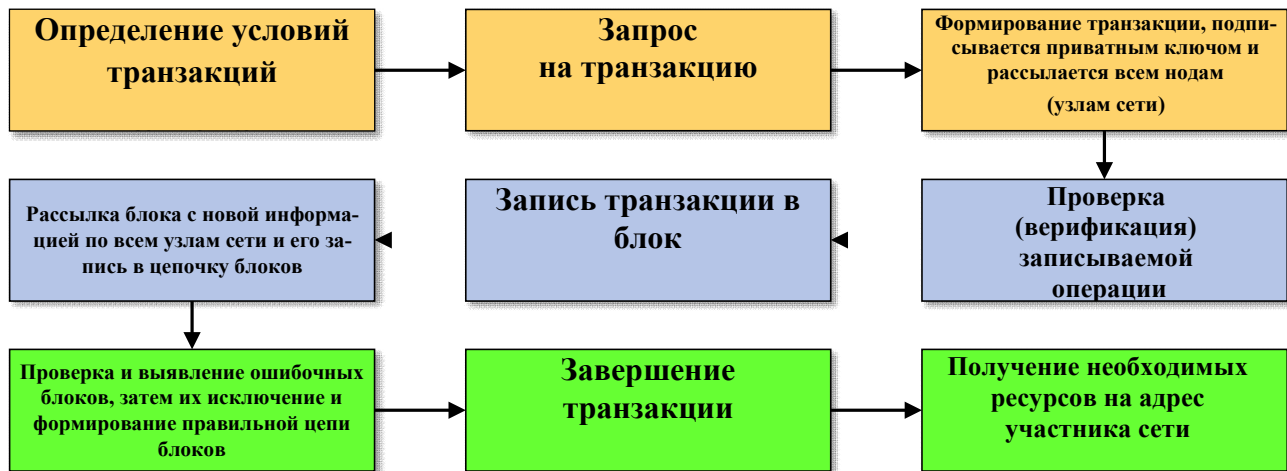 Определение условий
транзакций
Запрос
на транзакцию
Формирование транзакции, подпи-
сывается приватным ключом и
рассылается всем нодам
(узлам сети)
Рассылка блока с новой информа-
цией по всем узлам сети и его за-
пись в цепочку блоков
Запись транзакции в
блок
Проверка
(верификация)
записываемой
операции
Проверка и выявление ошибочных
блоков, затем их исключение и
формирование правильной цепи
блоков
Завершение
транзакции
Получение необходимых
ресурсов на адрес
участника сети